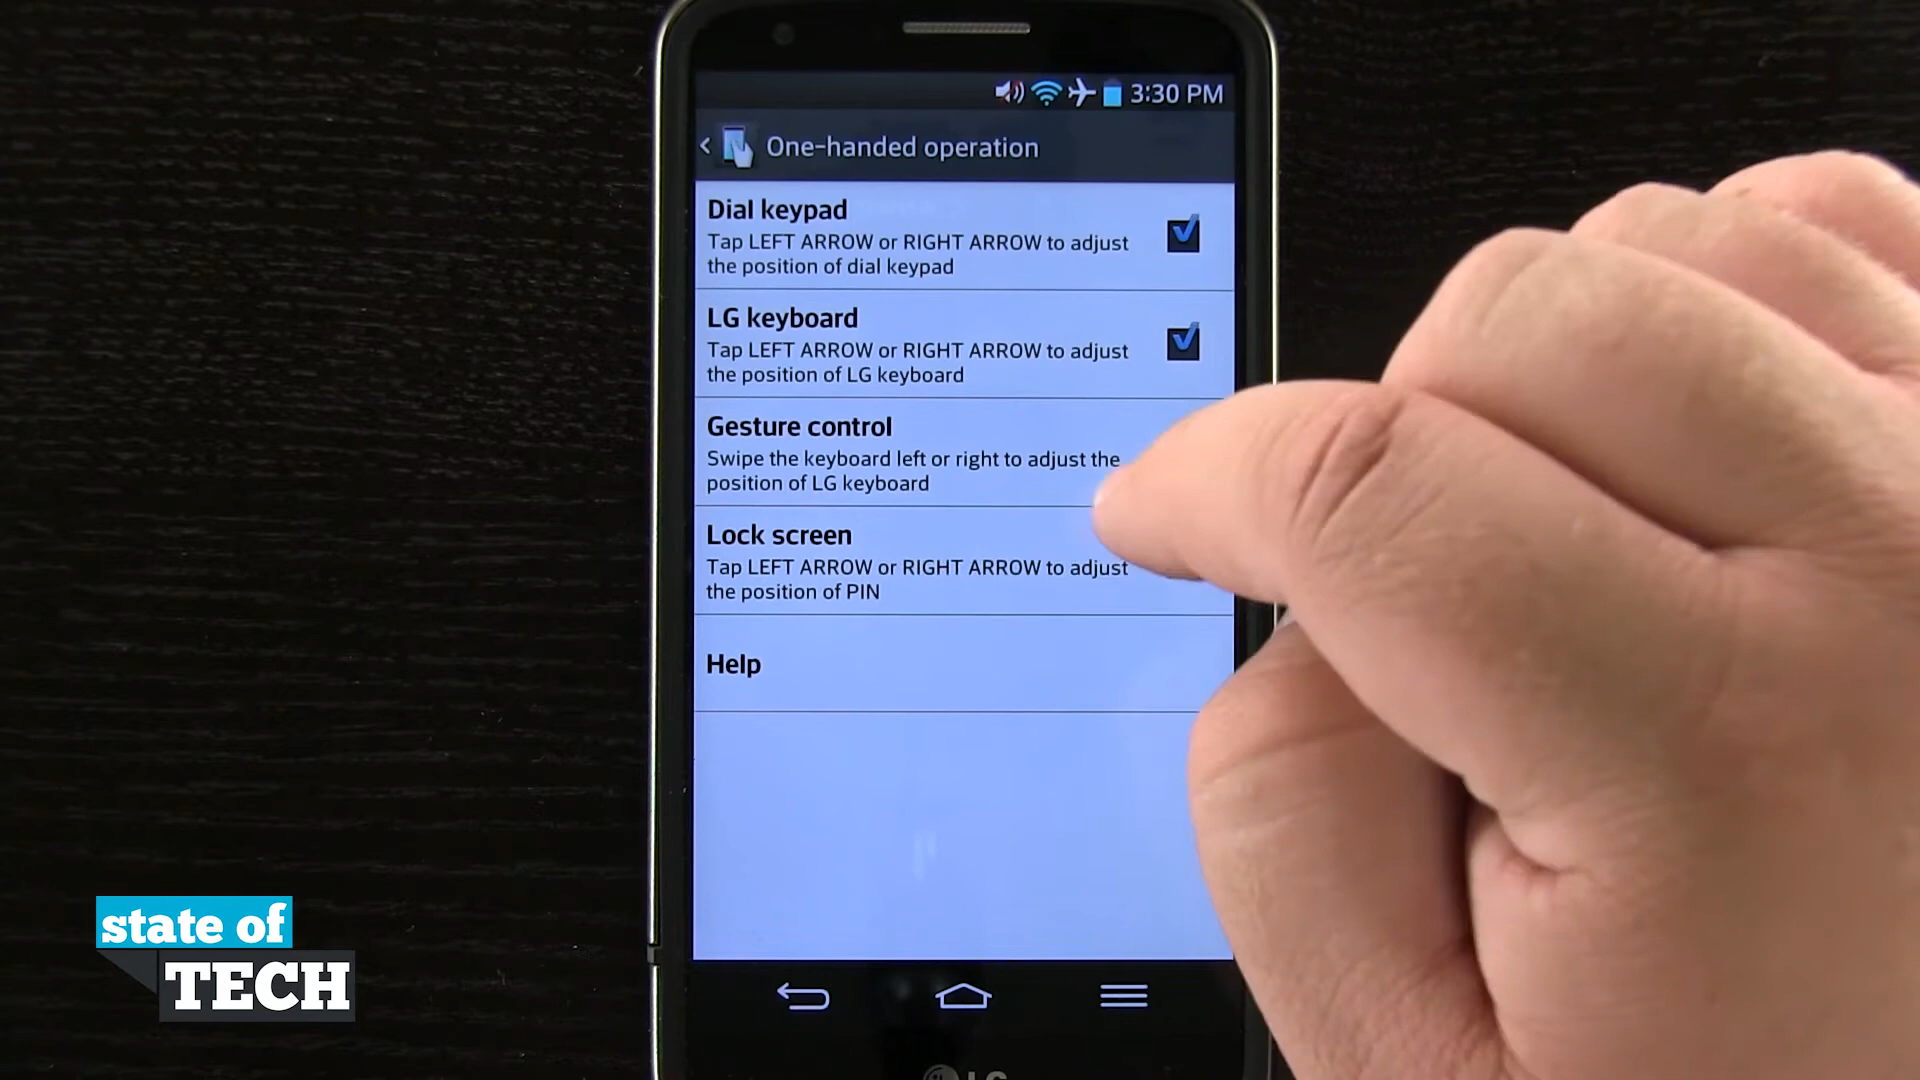 3:30 PM
One-handed operation
Dial keypad
Tap LEFT ARROW or RIGHT ARROW to adjust
the position of dial keypad
LG keyboard
Tap LEFT ARROW or RIGHT ARROW to adjust
the position of LG keyboard
Gesture control
Swipe the keyboard left or right to adjust the
position of LG keyboard
Lock screen
Tap LEFT ARROW or RIGHT ARROW to adjust
the position of PIN
Help
state of
TECH
LG